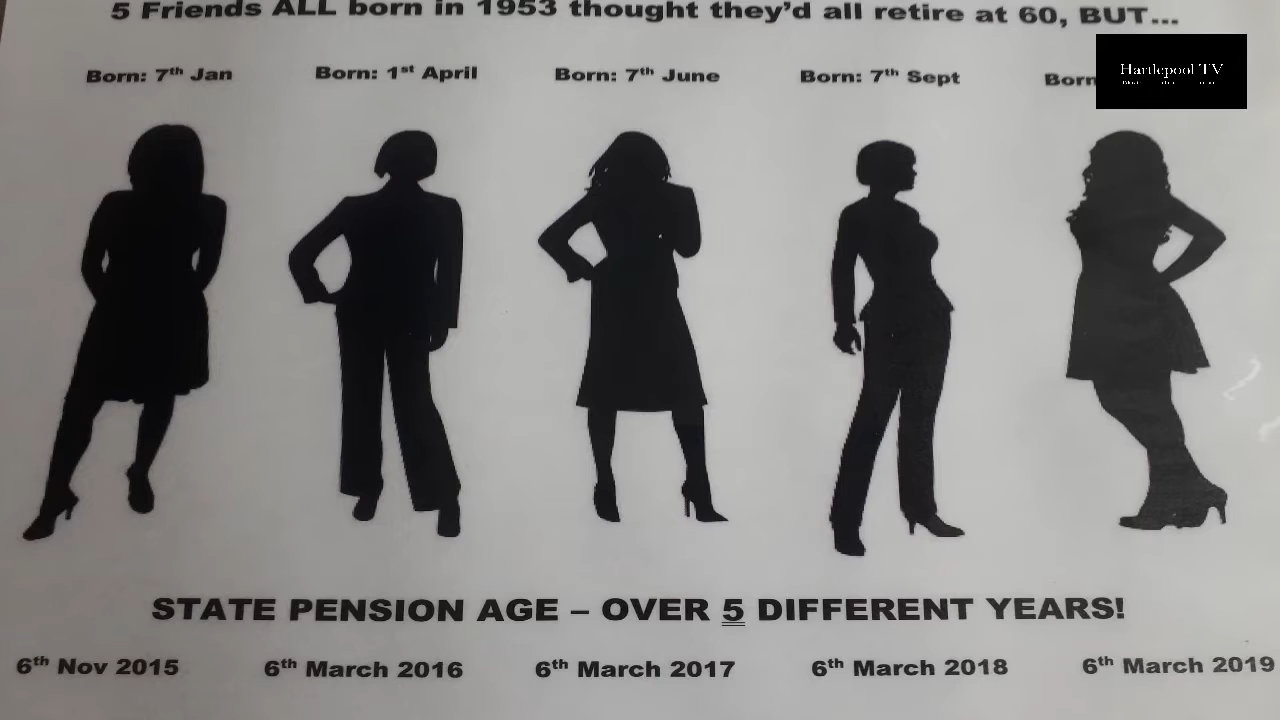 5 Friends ALL born in 1953 thought they'd all retire at 60, BUT...
Born: 7th Jan
Born: 1st April
Born: 7th June
Born: 7th Sept
Born
Hartlepool TV
STATE PENSION AGE – OVER 5 DIFFERENT YEARS!
6th Nov 2015
6th March 2016
6th March 2017
6th March 2018
6th March 2019